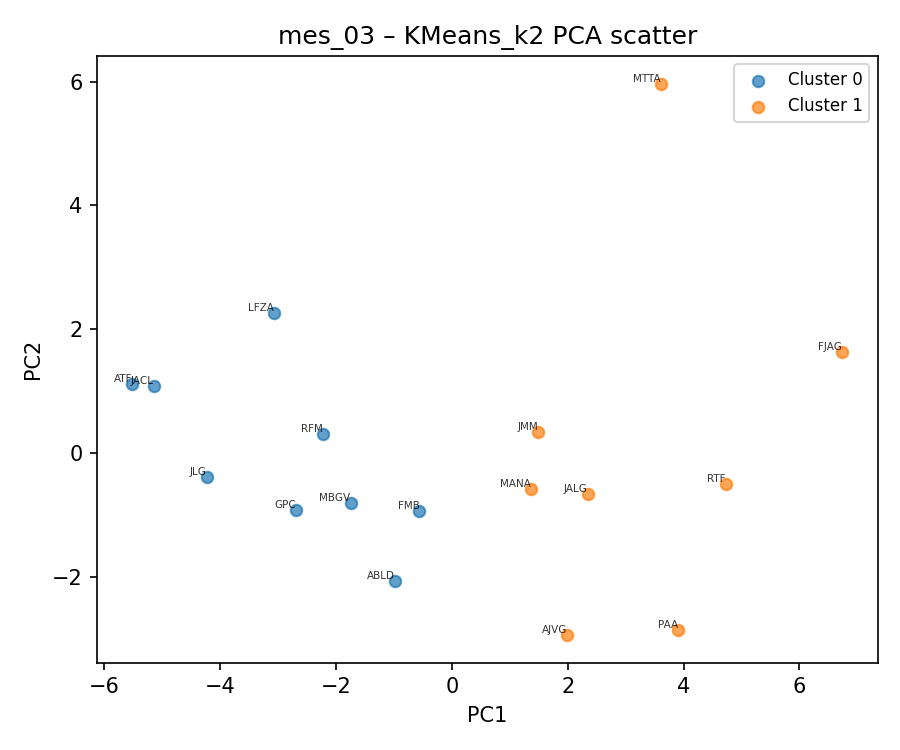 mes_03 – KMeans_k2 PCA scatter
Cluster 0
Cluster 1
MTTA
LFZA
FJAG
ATF
JACL
RFM
JMM
JLG
MANA
JALG
RTF
GPC
MBGV
FMB
ABLD
AJVG
PAA
6
4
2
0
−2
PC2
−6
−4
−2
0
2
4
6
PC1